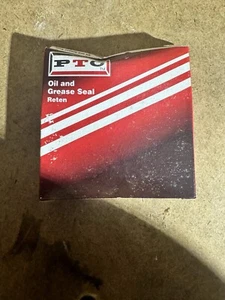 PTC
Oil and
Grease Seal
Reten